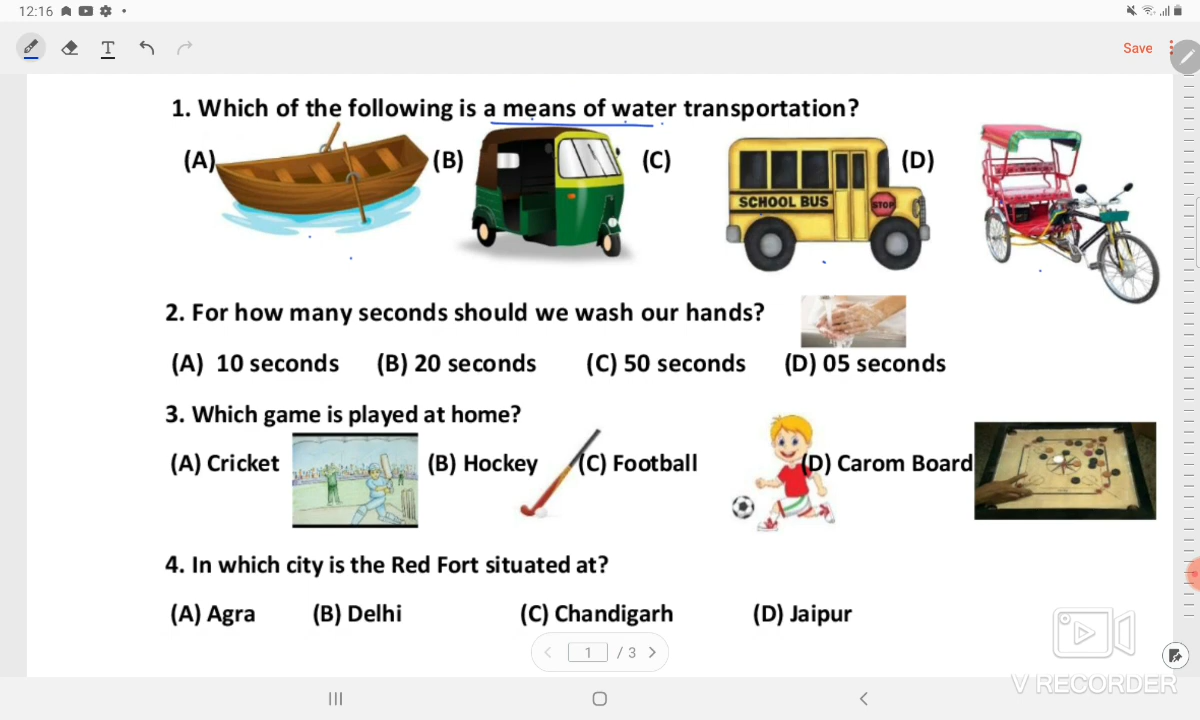 12:16
Save
1. Which of the following is a means of water transportation?
(A) (B) (C) (D)
SCHOOL BUS STOP
2. For how many seconds should we wash our hands?
(A) 10 seconds (B) 20 seconds (C) 50 seconds (D) 05 seconds
3. Which game is played at home?
(A) Cricket (B) Hockey (C) Football (D) Carom Board
4. In which city is the Red Fort situated at?
(A) Agra (B) Delhi (C) Chandigarh (D) Jaipur
1 / 3
V RECORDER